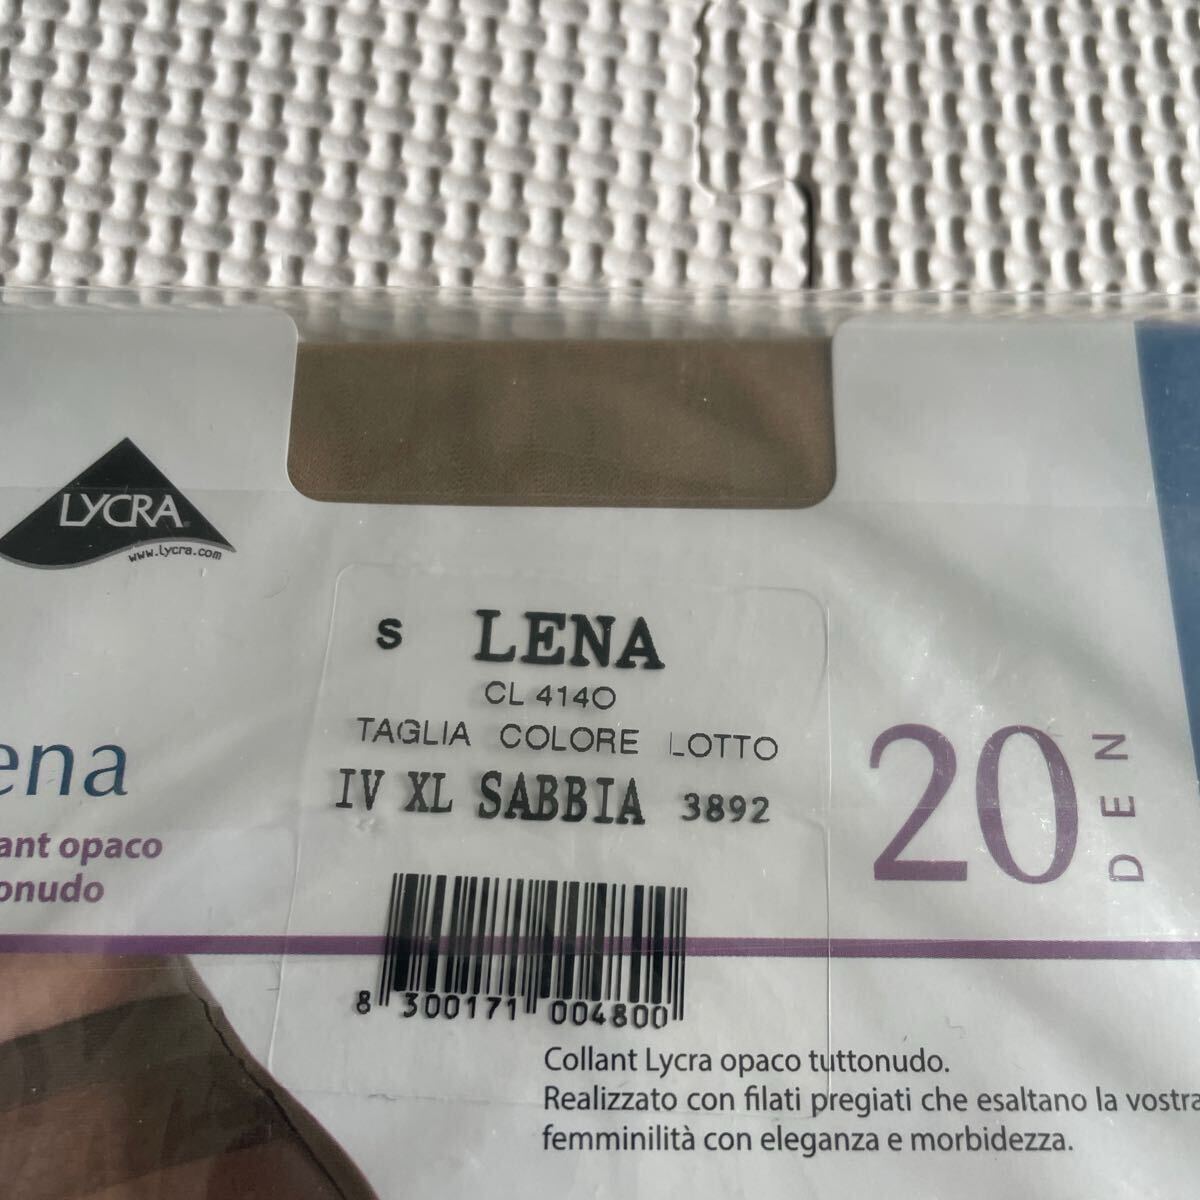 LYCRA
www.lycra.com
S LENA
CL 4140
TAGLIA COLORE LOTTO
IV XL SABBIA 3892
ena
ant opaco
onudo
20
DEN
8 300171 004800
Collant Lycra opaco tuttonudo.
Realizzato con filati pregiati che esaltano la vostra
femminilità con eleganza e morbidezza.